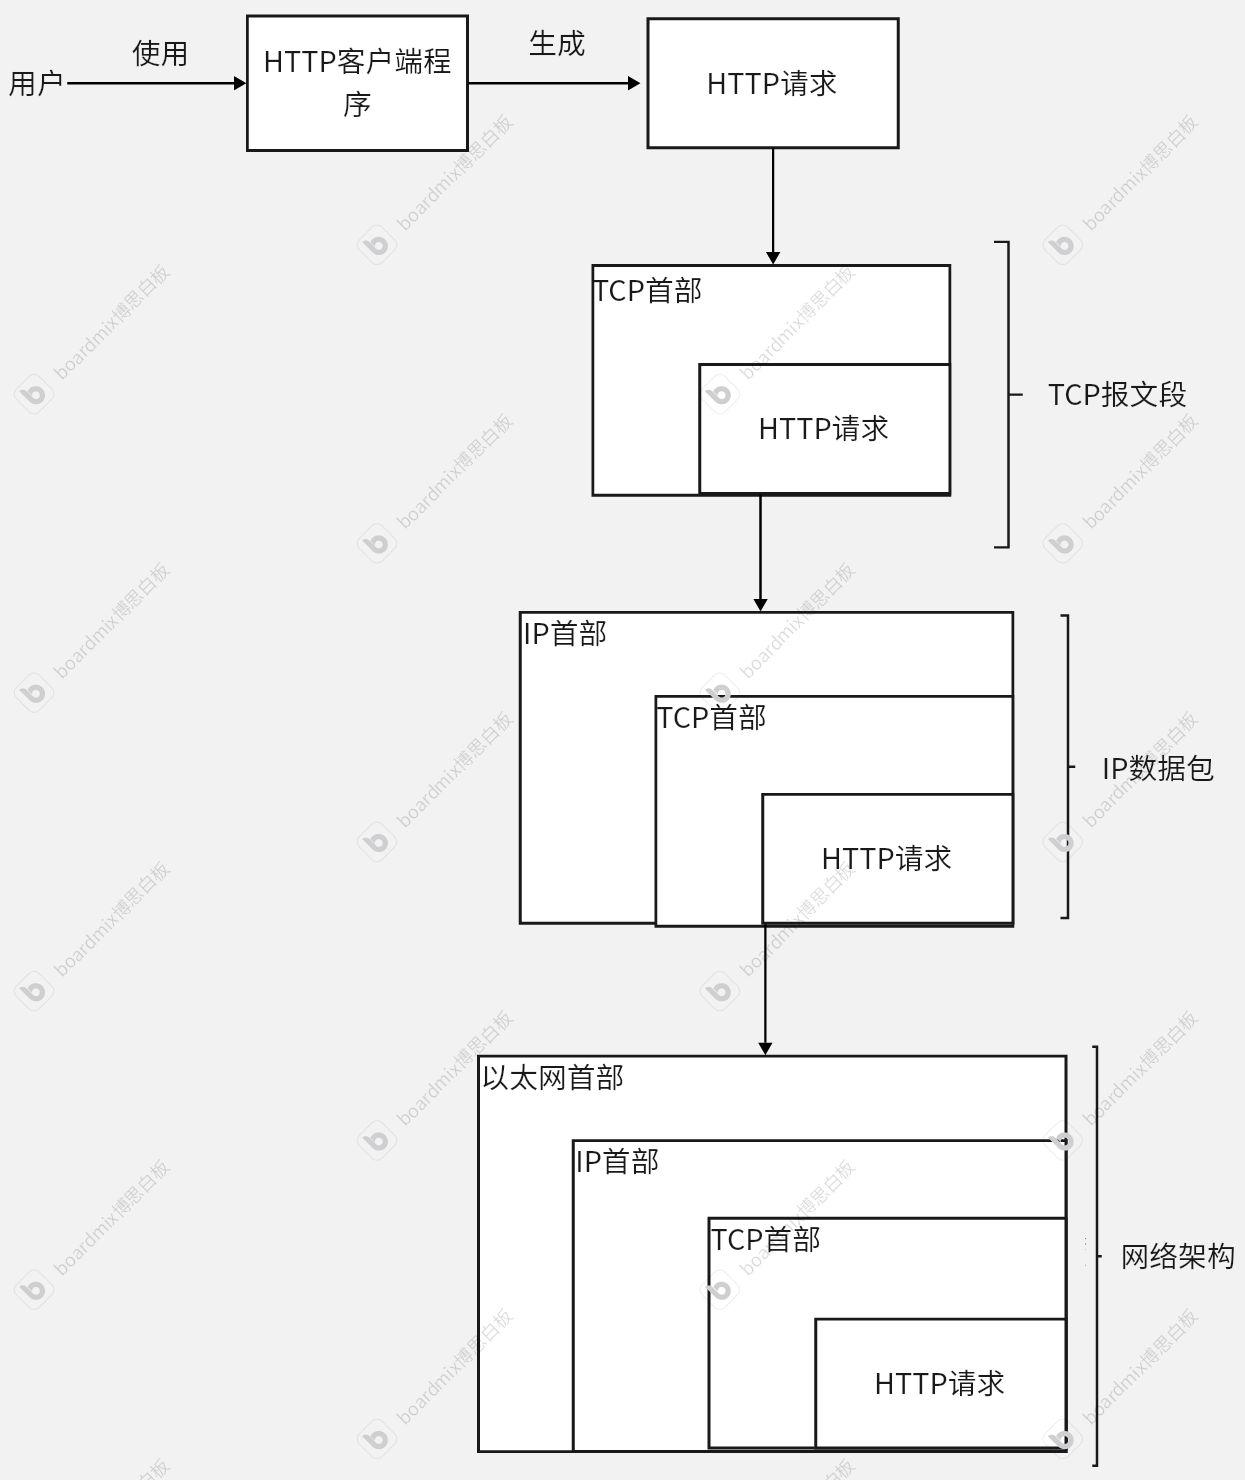 用户
使用
HTTP客户端程
序
生成
HTTP请求
TCP首部
HTTP请求
TCP报文段
IP首部
TCP首部
HTTP请求
IP数据包
以太网首部
IP首部
TCP首部
HTTP请求
网络架构
boardmix博思白板